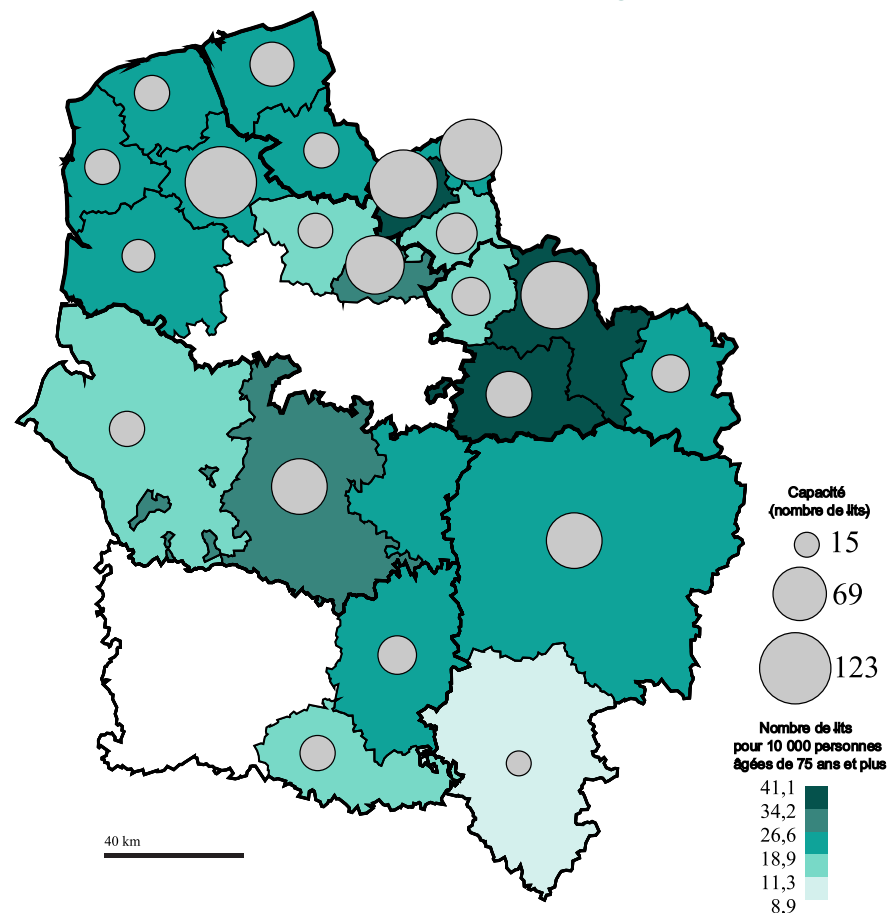 Capacité
(nombre de lits)
15
69
123
Nombre de lits
pour 10 000 personnes
âgées de 75 ans et plus
41,1
34,2
26,6
18,9
11,3
8,9
40 km